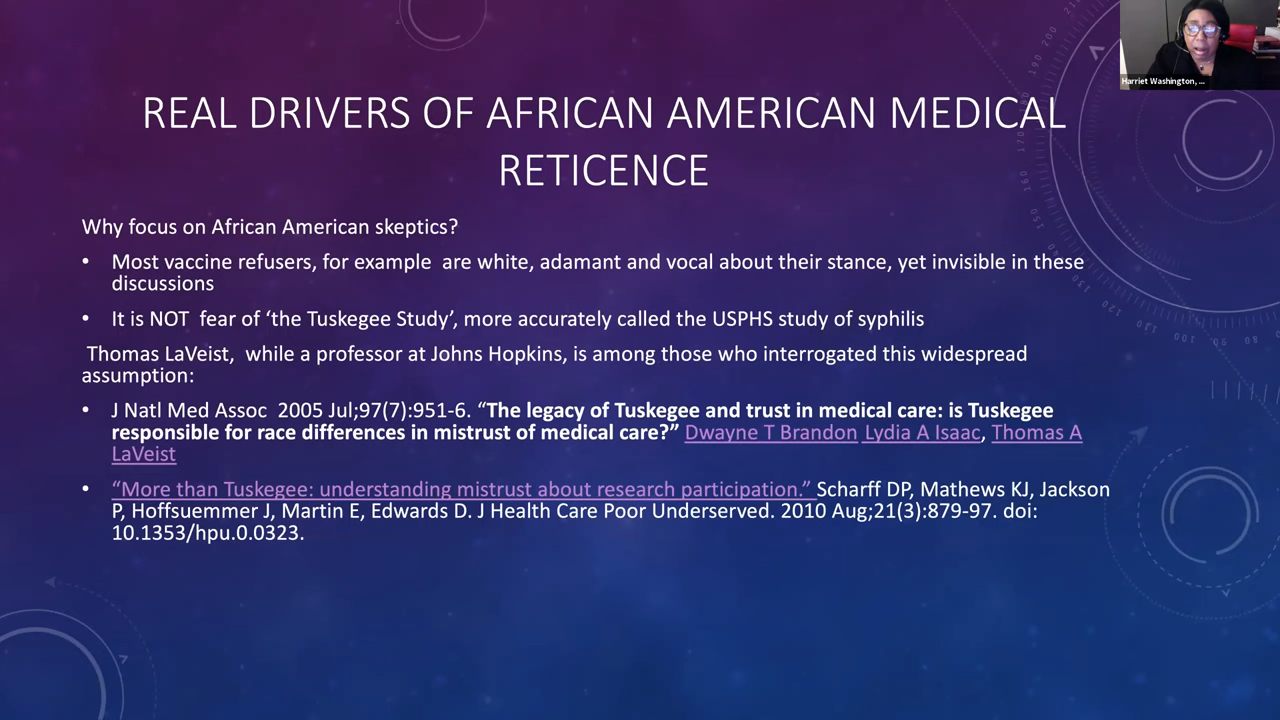 Harriet Washington, ...
REAL DRIVERS OF AFRICAN AMERICAN MEDICAL
RETICENCE
Why focus on African American skeptics?
• Most vaccine refusers, for example  are white, adamant and vocal about their stance, yet invisible in these
discussions
• It is NOT  fear of ‘the Tuskegee Study’, more accurately called the USPHS study of syphilis
Thomas LaVeist,  while a professor at Johns Hopkins, is among those who interrogated this widespread
assumption:
• J Natl Med Assoc  2005 Jul;97(7):951-6. “The legacy of Tuskegee and trust in medical care: is Tuskegee
responsible for race differences in mistrust of medical care?” Dwayne T Brandon Lydia A Isaac, Thomas A
LaVeist
• “More than Tuskegee: understanding mistrust about research participation.” Scharff DP, Mathews KJ, Jackson
P, Hoffsuemmer J, Martin E, Edwards D. J Health Care Poor Underserved. 2010 Aug;21(3):879-97. doi:
10.1353/hpu.0.0323.